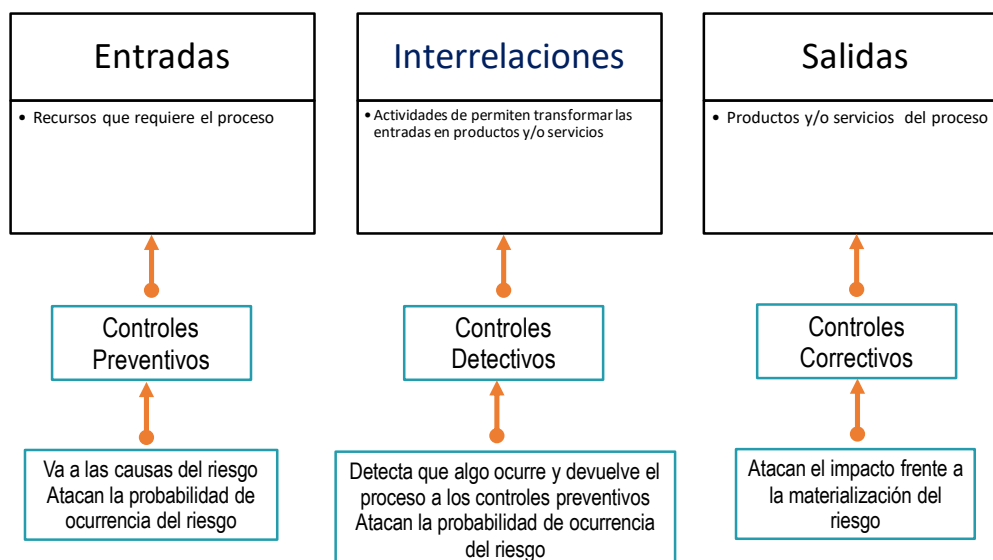 Entradas
• Recursos que requiere el proceso
Controles
Preventivos
Va a las causas del riesgo
Atacan la probabilidad de
ocurrencia del riesgo
Interrelaciones
• Actividades de permiten transformar las
entradas en productos y/o servicios
Controles
Detectivos
Detecta que algo ocurre y devuelve el
proceso a los controles preventivos
Atacan la probabilidad de ocurrencia
del riesgo
Salidas
• Productos y/o servicios del proceso
Controles
Correctivos
Atacan el impacto frente a
la materialización del
riesgo